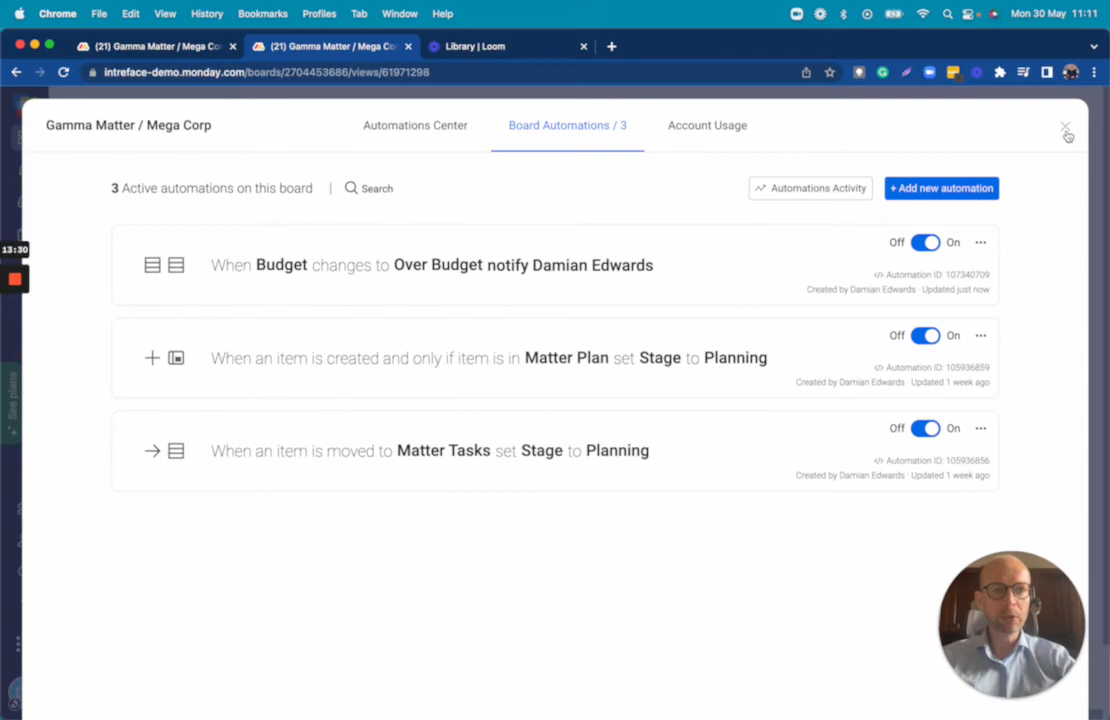 Chrome File Edit View History Bookmarks Profiles Tab Window Help Mon 30 May 11:11
(21) Gamma Matter / Mega Co (21) Gamma Matter / Mega Co Library | Loom
intreface-demo.monday.com/boards/2704453686/views/61971298
Gamma Matter / Mega Corp Automations Center Board Automations / 3 Account Usage
3 Active automations on this board | Search Automations Activity + Add new automation
13:30
Off On
When Budget changes to Over Budget notify Damian Edwards
</> Automation ID: 107340709
Created by Damian Edwards · Updated just now
Off On
When an item is created and only if item is in Matter Plan set Stage to Planning
</> Automation ID: 105936859
Created by Damian Edwards · Updated 1 week ago
See plans
Off On
When an item is moved to Matter Tasks set Stage to Planning
</> Automation ID: 105936856
Created by Damian Edwards · Updated 1 week ago